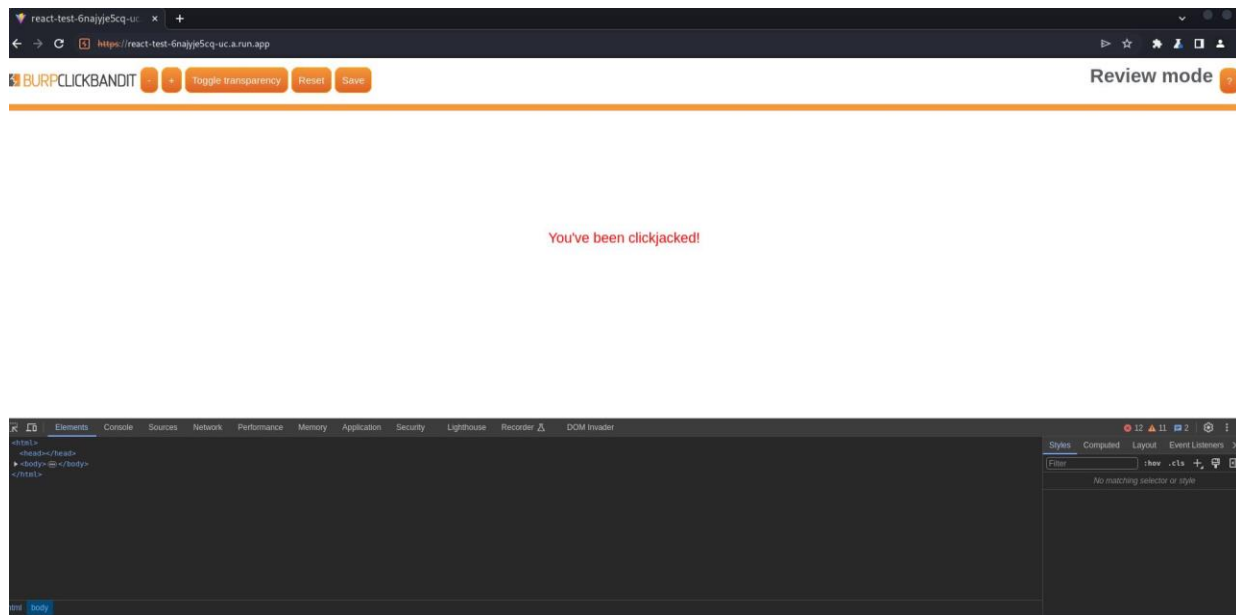 react-test-6najyje5cq-uc
https://react-test-6najyje5cq-uc.a.run.app
BURPCLICKBANDIT - + Toggle transparency Reset Save Review mode ?
You've been clickjacked!
Elements Console Sources Network Performance Memory Application Security Lighthouse Recorder DOM Invader 12 11 2
<html>
<head></head>
<body> </body>
</html>
Styles Computed Layout Event Listeners
Filter :hov .cls
No matching selector or style
html body